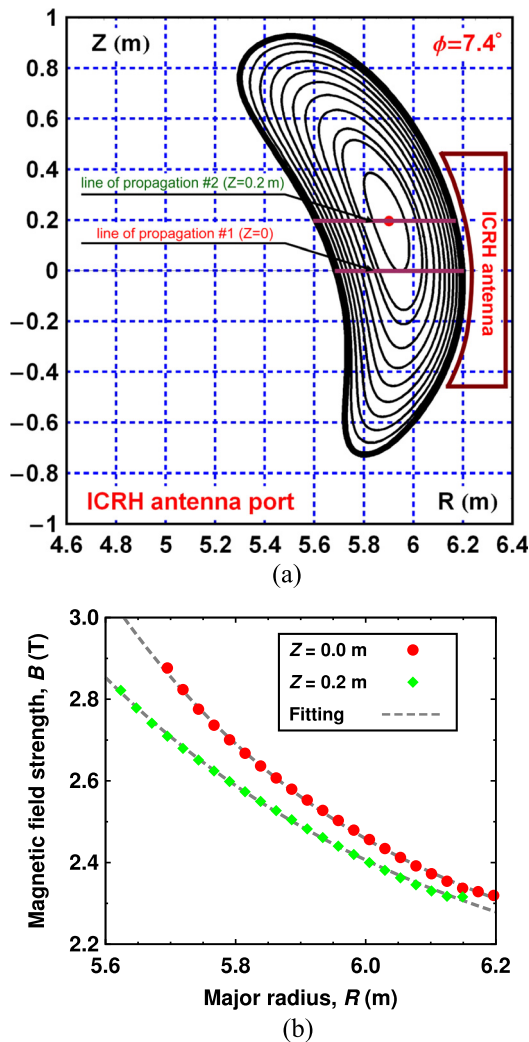 Z (m)
ϕ=7.4°
1
0.8
0.6
0.4
line of propagation #2 (Z=0.2 m)
0.2
line of propagation #1 (Z=0)
0
−0.2
−0.4
−0.6
−0.8
−1
ICRH antenna
ICRH antenna port
R (m)
4.6 4.8 5 5.2 5.4 5.6 5.8 6 6.2 6.4
(a)
3.0
2.8
2.6
2.4
2.2
Magnetic field strength, B (T)
Z = 0.0 m
Z = 0.2 m
Fitting
5.6 5.8 6.0 6.2
Major radius, R (m)
(b)